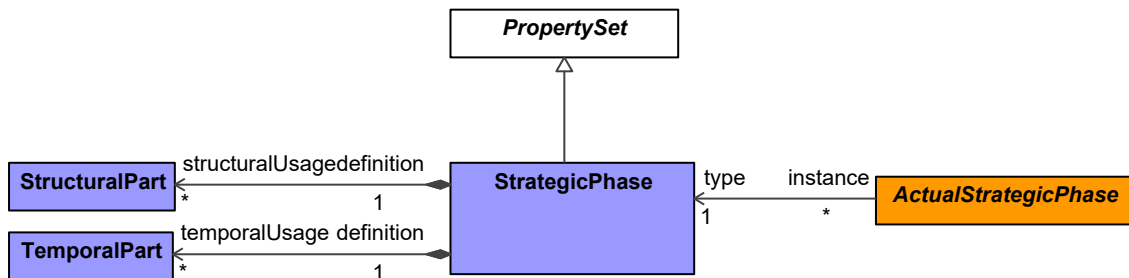 PropertySet
structuralUsagedefinition
StructuralPart
* 1
StrategicPhase
type instance
1 *
ActualStrategicPhase
temporalUsage definition
TemporalPart
* 1